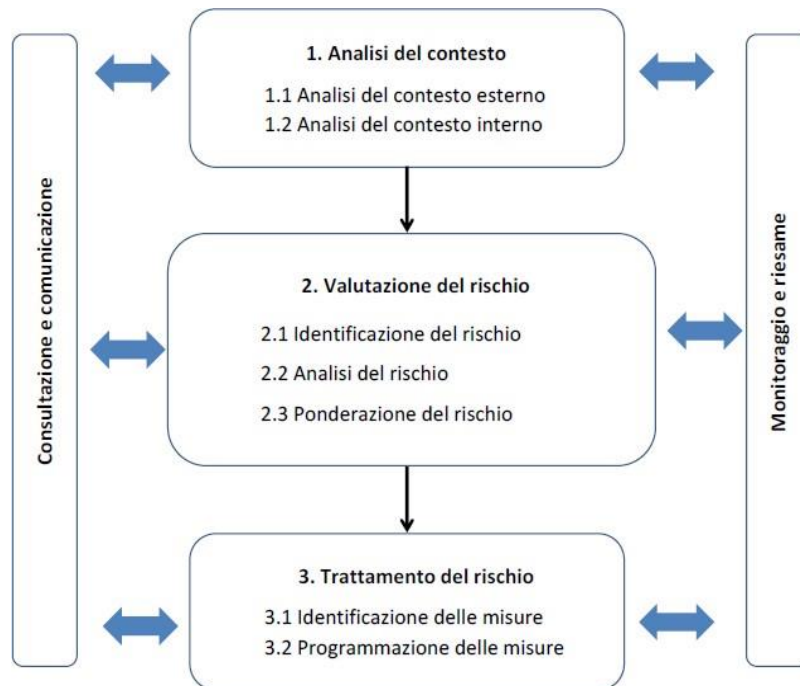 Consultazione e comunicazione
1. Analisi del contesto
1.1 Analisi del contesto esterno
1.2 Analisi del contesto interno
2. Valutazione del rischio
2.1 Identificazione del rischio
2.2 Analisi del rischio
2.3 Ponderazione del rischio
3. Trattamento del rischio
3.1 Identificazione delle misure
3.2 Programmazione delle misure
Monitoraggio e riesame